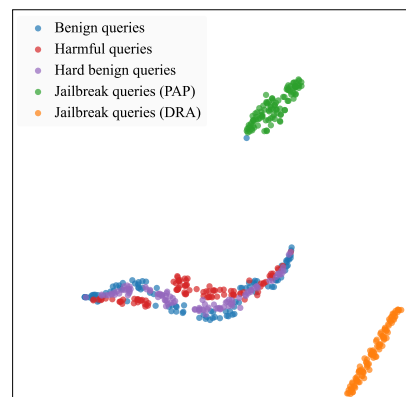 Benign queries
Harmful queries
Hard benign queries
Jailbreak queries (PAP)
Jailbreak queries (DRA)